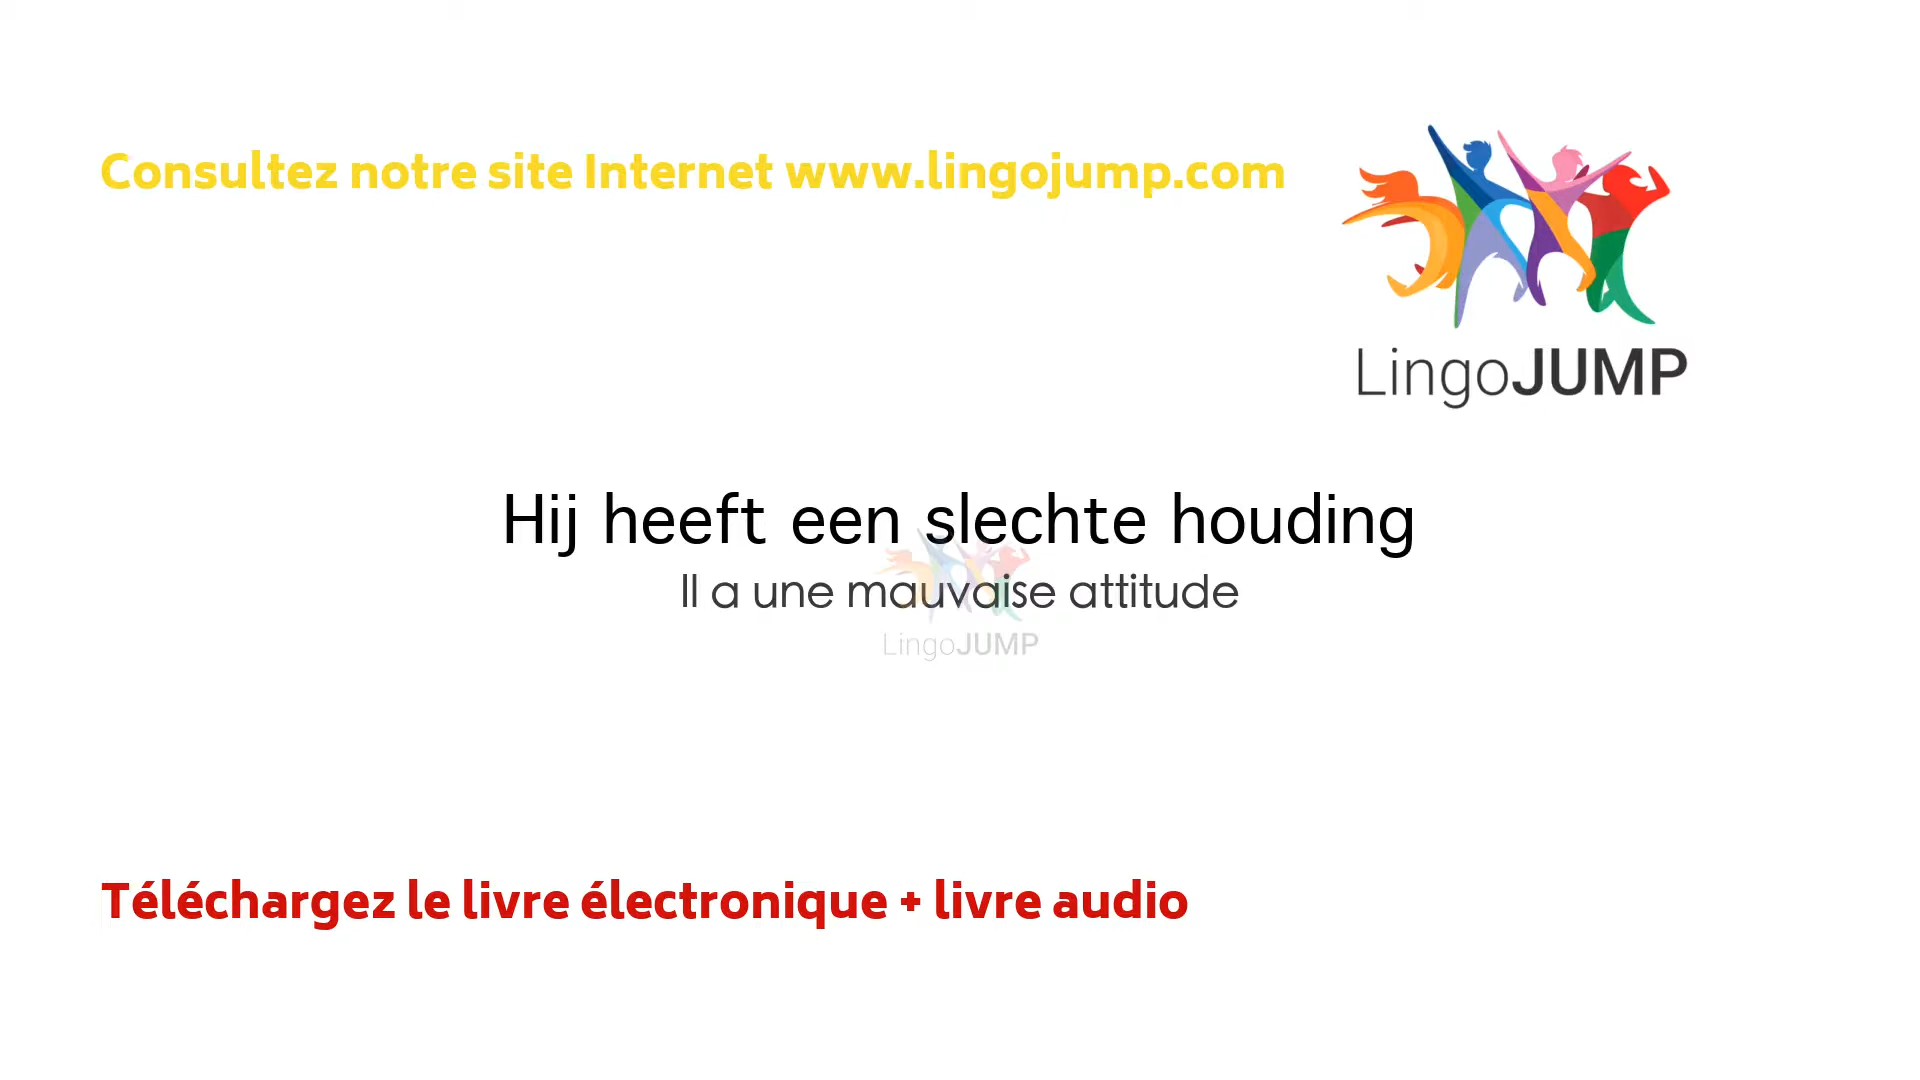 Consultez notre site Internet www.lingojump.com
LingoJUMP
Hij heeft een slechte houding
Il a une mauvaise attitude
LingoJUMP
Téléchargez le livre électronique + livre audio